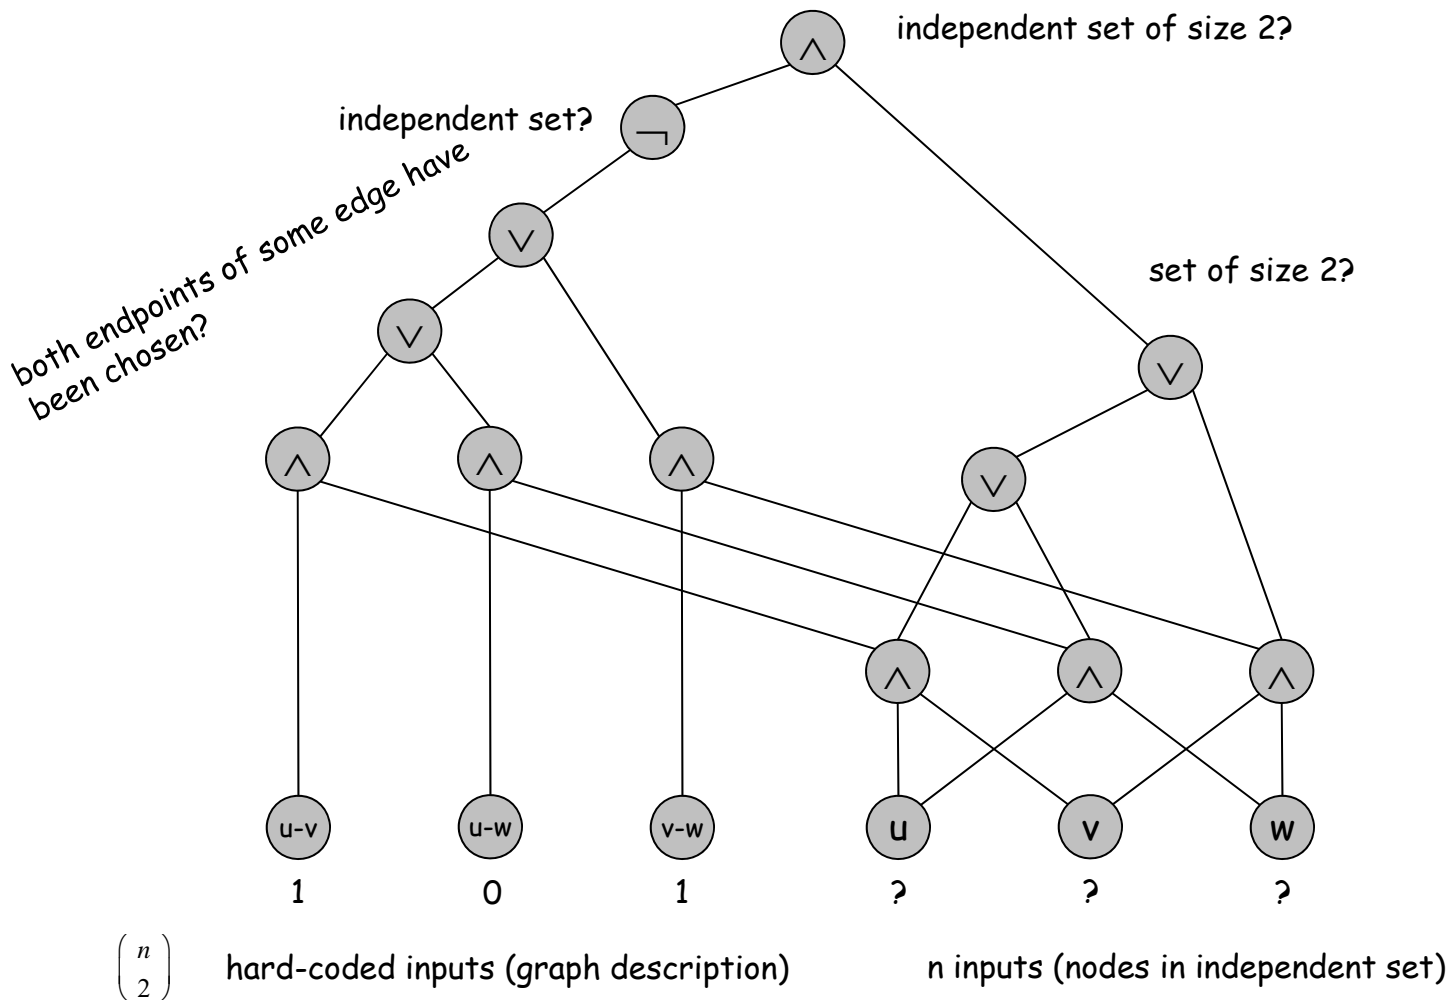 ∧
independent set of size 2?
independent set?
¬
both endpoints of some edge have
been chosen?
∨
set of size 2?
∨
∨
∧
∧
∧
∨
∧
∧
∧
u-v
u-w
v-w
u
v
w
1
0
1
?
?
?
(n 2)
hard-coded inputs (graph description)
n inputs (nodes in independent set)